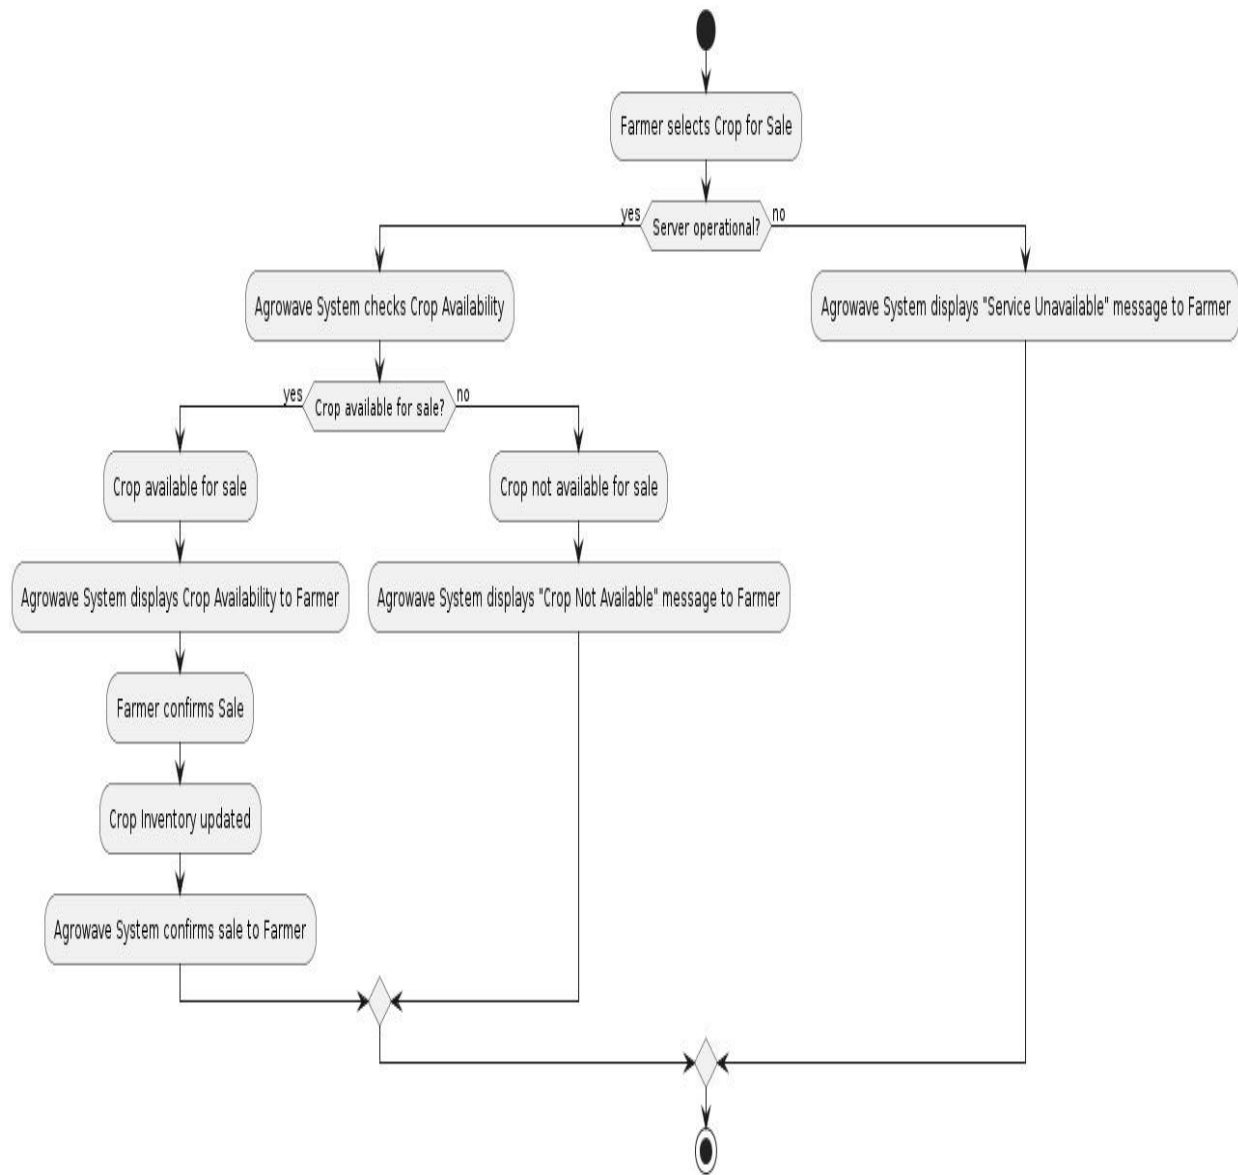 Farmer selects Crop for Sale
yes
Server operational?
no
Agrowave System checks Crop Availability
Agrowave System displays "Service Unavailable" message to Farmer
yes
Crop available for sale?
no
Crop available for sale
Crop not available for sale
Agrowave System displays Crop Availability to Farmer
Agrowave System displays "Crop Not Available" message to Farmer
Farmer confirms Sale
Crop Inventory updated
Agrowave System confirms sale to Farmer